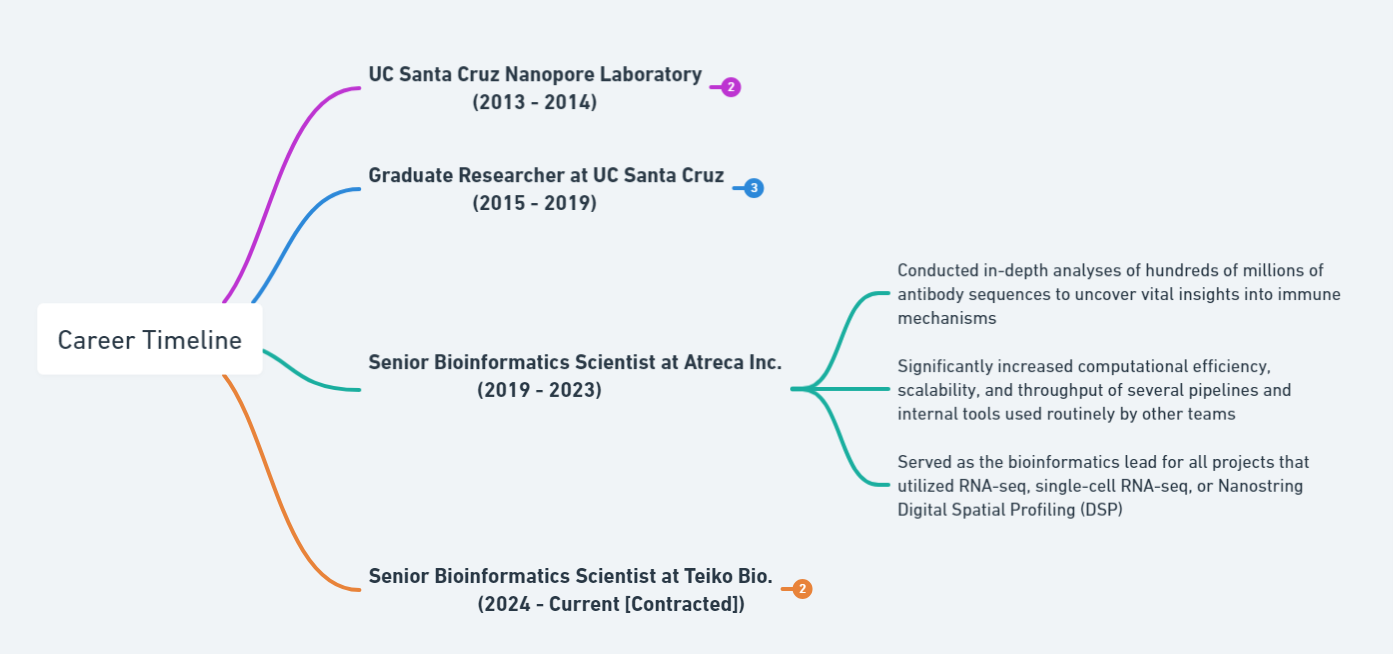 UC Santa Cruz Nanopore Laboratory
(2013 - 2014)
2
Graduate Researcher at UC Santa Cruz
(2015 - 2019)
3
Career Timeline
Senior Bioinformatics Scientist at Atreca Inc.
(2019 - 2023)
Conducted in-depth analyses of hundreds of millions of
antibody sequences to uncover vital insights into immune
mechanisms
Significantly increased computational efficiency,
scalability, and throughput of several pipelines and
internal tools used routinely by other teams
Served as the bioinformatics lead for all projects that
utilized RNA-seq, single-cell RNA-seq, or Nanostring
Digital Spatial Profiling (DSP)
Senior Bioinformatics Scientist at Teiko Bio.
(2024 - Current [Contracted])
2